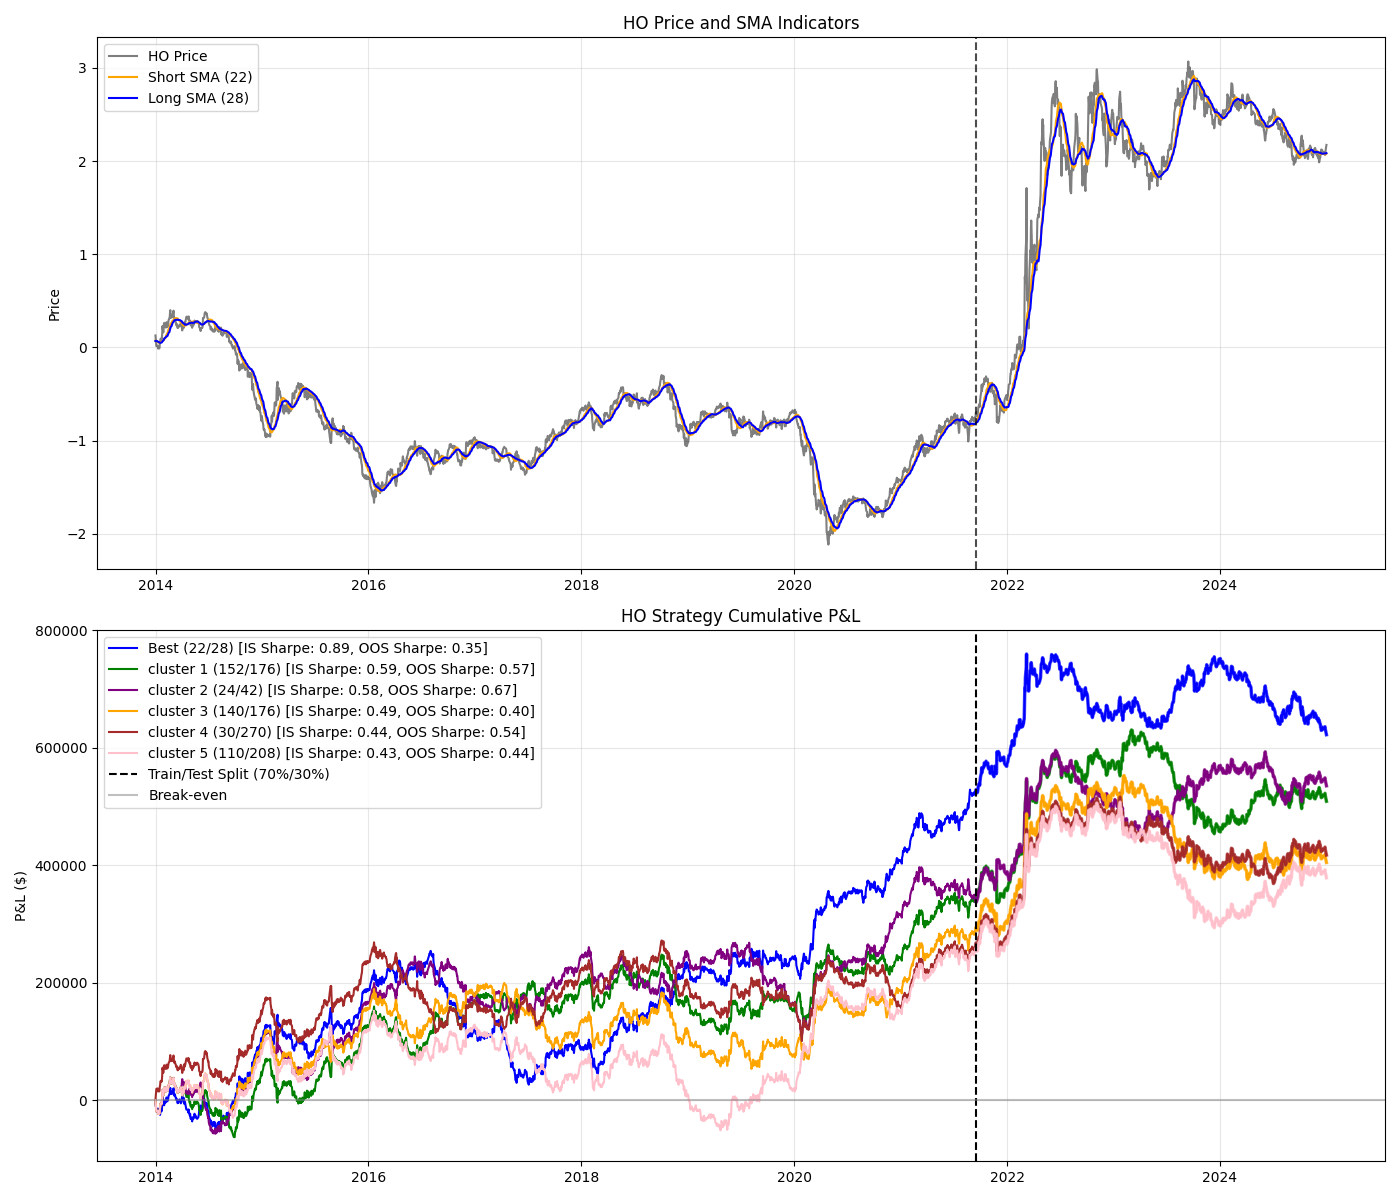 HO Price and SMA Indicators
HO Price
Short SMA (22)
Long SMA (28)
Price
3
2
1
0
−1
−2
2014 2016 2018 2020 2022 2024
HO Strategy Cumulative P&L
Best (22/28) [IS Sharpe: 0.89, OOS Sharpe: 0.35]
cluster 1 (152/176) [IS Sharpe: 0.59, OOS Sharpe: 0.57]
cluster 2 (24/42) [IS Sharpe: 0.58, OOS Sharpe: 0.67]
cluster 3 (140/176) [IS Sharpe: 0.49, OOS Sharpe: 0.40]
cluster 4 (30/270) [IS Sharpe: 0.44, OOS Sharpe: 0.54]
cluster 5 (110/208) [IS Sharpe: 0.43, OOS Sharpe: 0.44]
Train/Test Split (70%/30%)
Break-even
P&L ($)
800000
600000
400000
200000
0
2014 2016 2018 2020 2022 2024